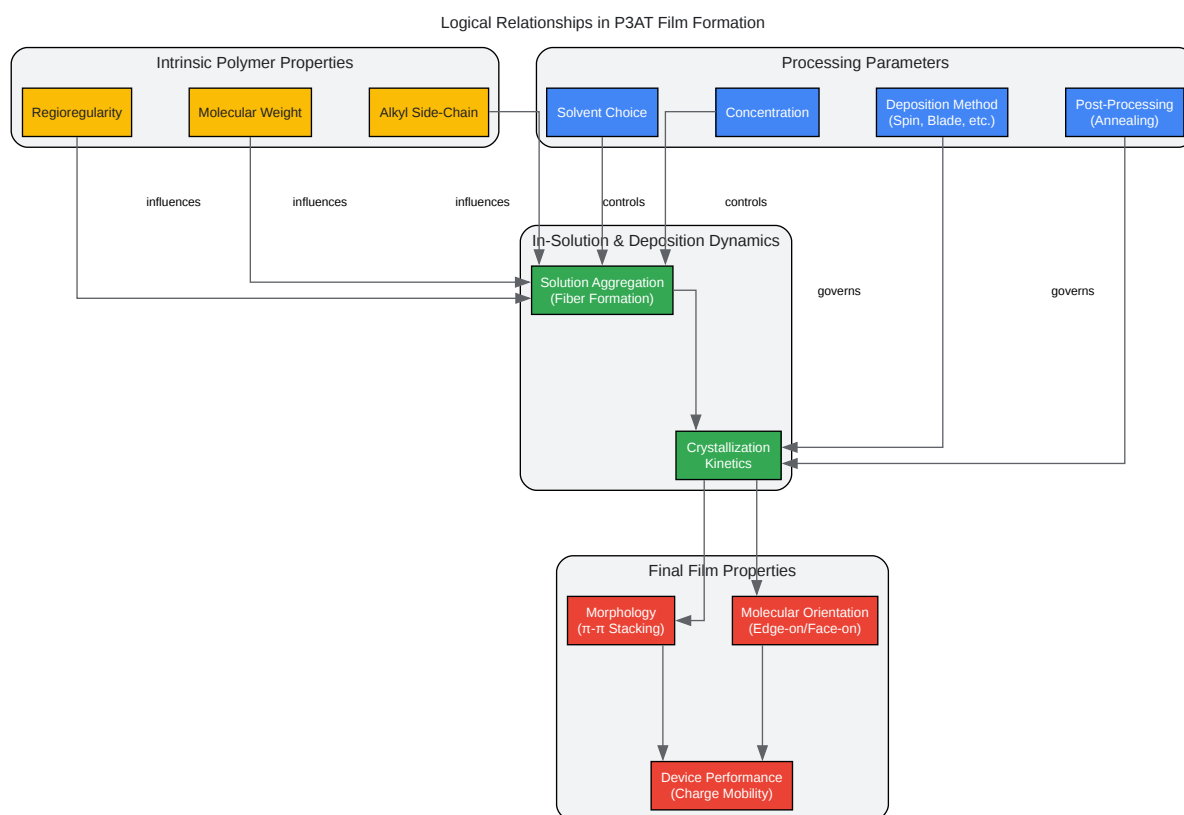 Logical Relationships in P3AT Film Formation
Intrinsic Polymer Properties
Processing Parameters
Regioregularity
Molecular Weight
Alkyl Side-Chain
Solvent Choice
Concentration
Deposition Method
(Spin, Blade, etc.)
Post-Processing
(Annealing)
influences
influences
influences
controls
controls
In-Solution & Deposition Dynamics
Solution Aggregation
(Fiber Formation)
governs
governs
Crystallization
Kinetics
Final Film Properties
Morphology
(π-π Stacking)
Molecular Orientation
(Edge-on/Face-on)
Device Performance
(Charge Mobility)